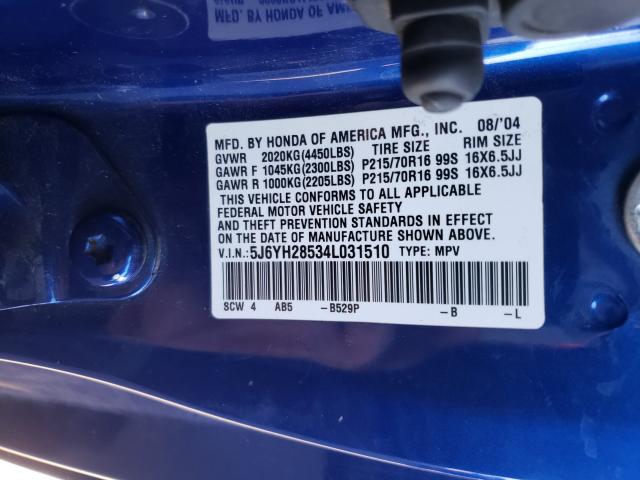 MFD. BY HONDA OF AMERICA MFG., INC. 08/'04
GVWR 2020KG(4450LBS) TIRE SIZE RIM SIZE
GAWR F 1045KG(2300LBS) P215/70R16 99S 16X6.5JJ
GAWR R 1000KG(2205LBS) P215/70R16 99S 16X6.5JJ
THIS VEHICLE CONFORMS TO ALL APPLICABLE
FEDERAL MOTOR VEHICLE SAFETY
AND THEFT PREVENTION STANDARDS IN EFFECT
ON THE DATE OF MANUFACTURE SHOWN ABOVE.
V.I.N.: 5J6YH28534L031510 TYPE: MPV
SCW 4 AB5 -B529P -B -L